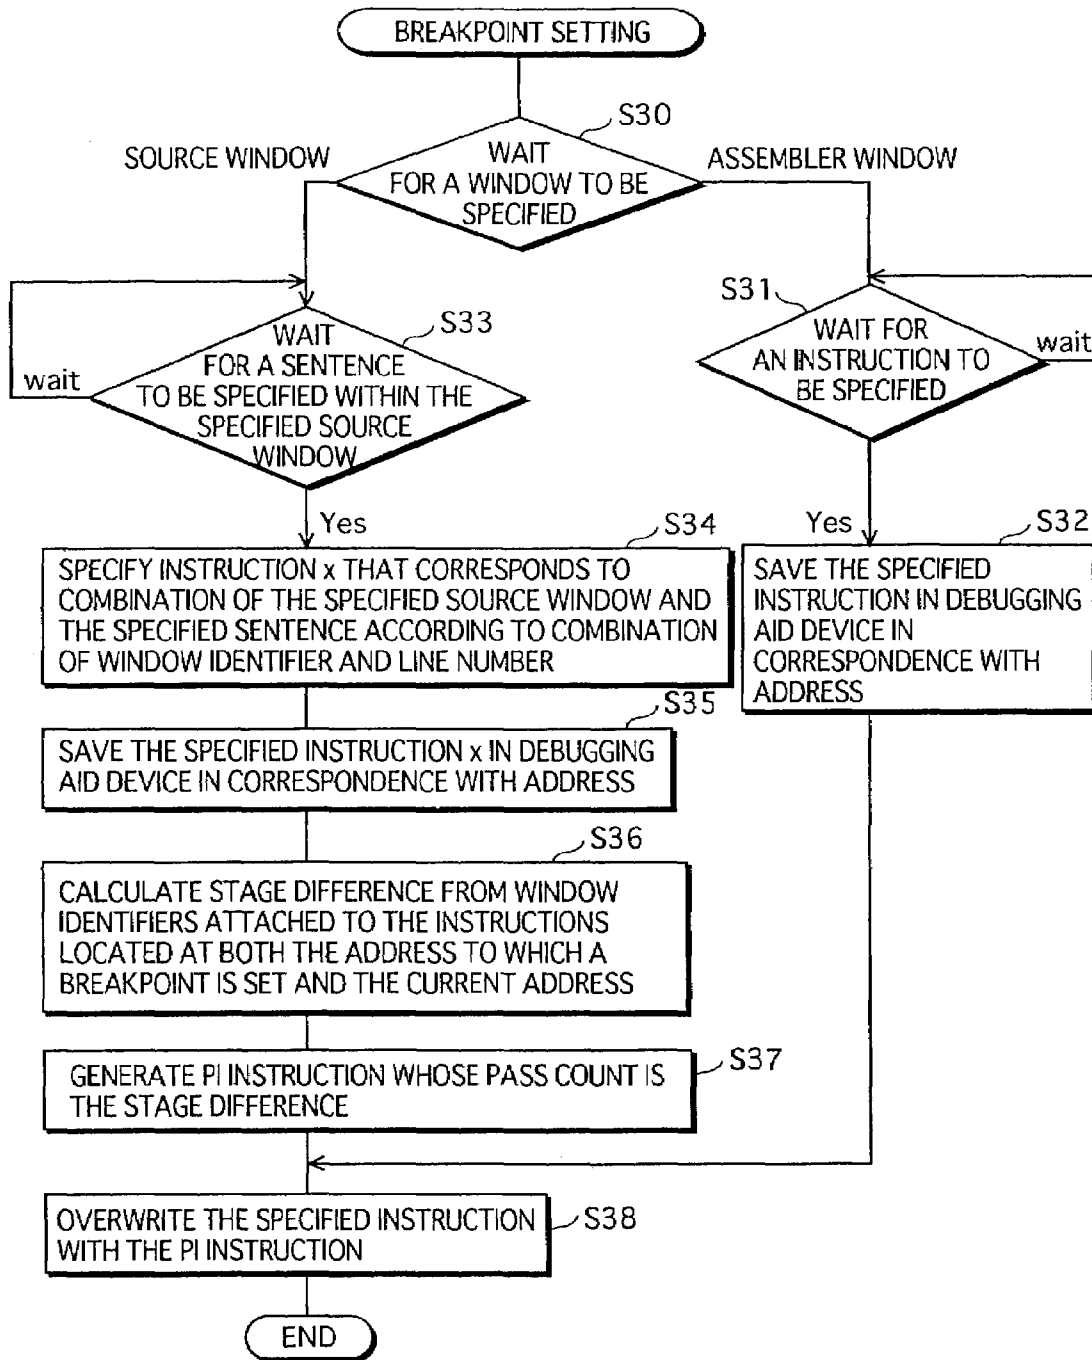 BREAKPOINT SETTING
S30
SOURCE WINDOW
WAIT
FOR A WINDOW TO BE
SPECIFIED
ASSEMBLER WINDOW
S33
WAIT
FOR A SENTENCE
TO BE SPECIFIED WITHIN THE
SPECIFIED SOURCE
WINDOW
wait
Yes
S31
WAIT FOR
AN INSTRUCTION TO
BE SPECIFIED
wait
Yes
S34
SPECIFY INSTRUCTION x THAT CORRESPONDS TO
COMBINATION OF THE SPECIFIED SOURCE WINDOW AND
THE SPECIFIED SENTENCE ACCORDING TO COMBINATION
OF WINDOW IDENTIFIER AND LINE NUMBER
S32
SAVE THE SPECIFIED
INSTRUCTION IN DEBUGGING
AID DEVICE IN
CORRESPONDENCE WITH
ADDRESS
S35
SAVE THE SPECIFIED INSTRUCTION x IN DEBUGGING
AID DEVICE IN CORRESPONDENCE WITH ADDRESS
S36
CALCULATE STAGE DIFFERENCE FROM WINDOW
IDENTIFIERS ATTACHED TO THE INSTRUCTIONS
LOCATED AT BOTH THE ADDRESS TO WHICH A
BREAKPOINT IS SET AND THE CURRENT ADDRESS
S37
GENERATE PI INSTRUCTION WHOSE PASS COUNT IS
THE STAGE DIFFERENCE
S38
OVERWRITE THE SPECIFIED INSTRUCTION
WITH THE PI INSTRUCTION
END